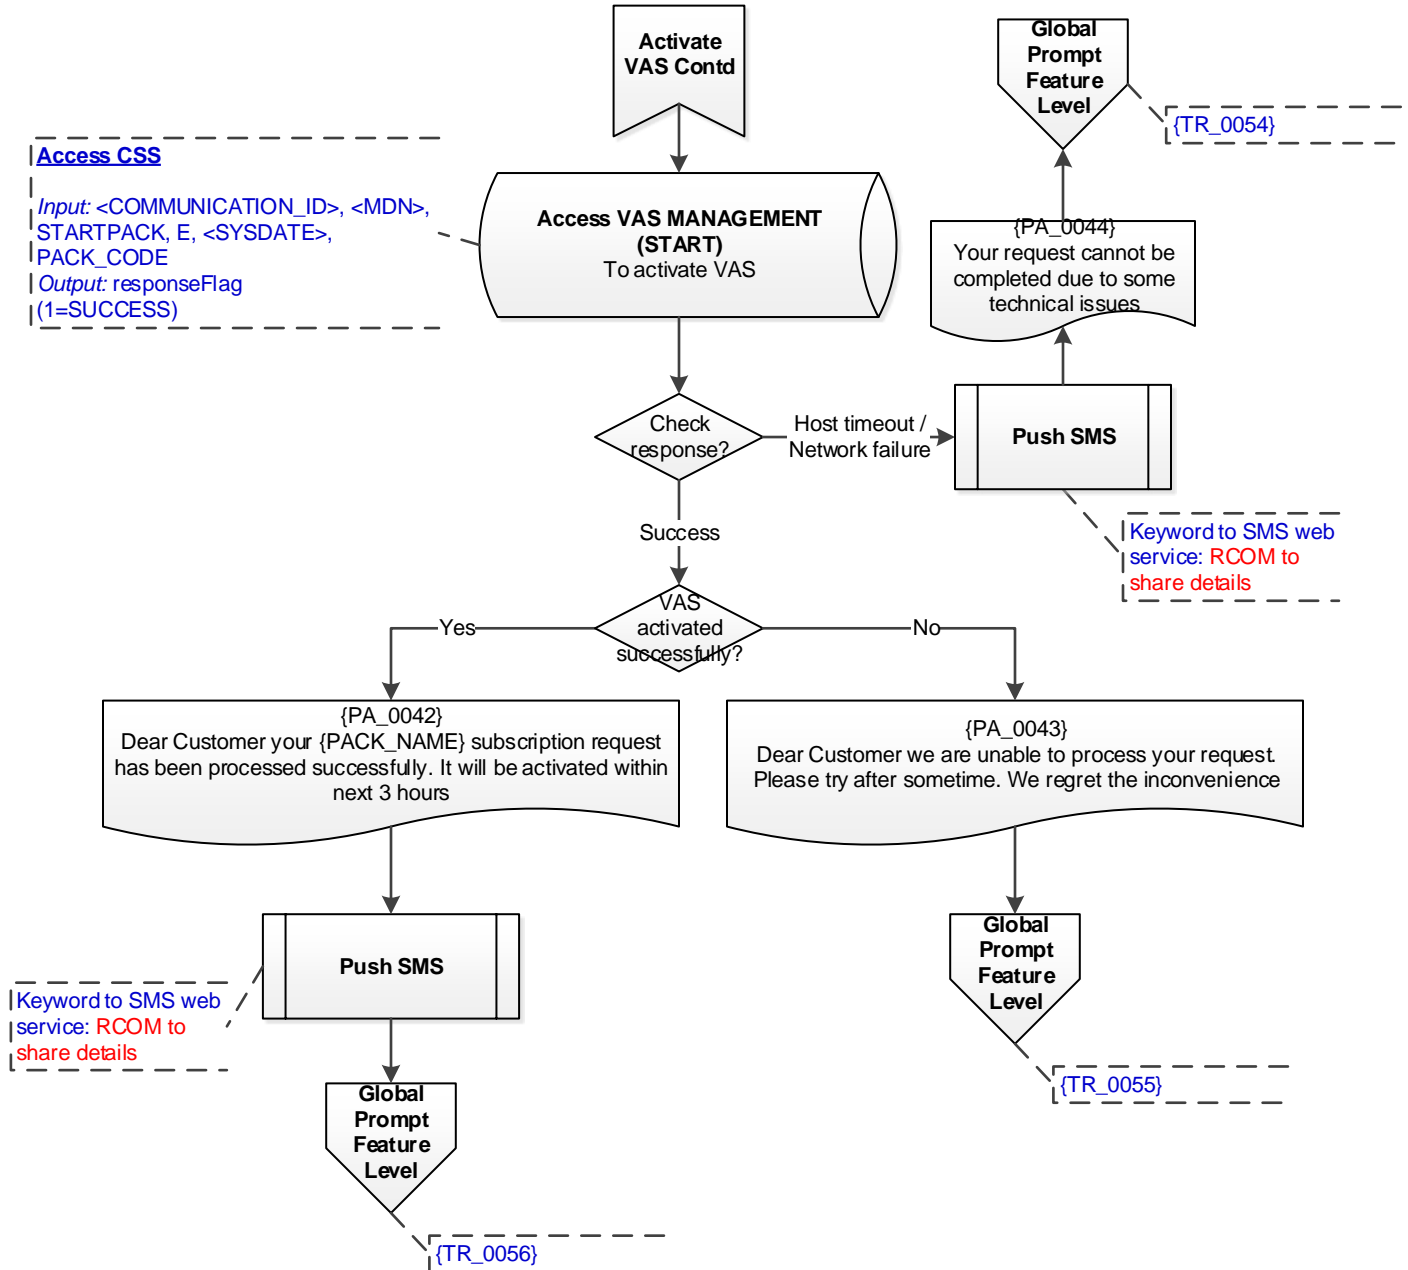 Activate
VAS Contd
Global
Prompt
Feature
Level
{TR_0054}
Access CSS
Input: <COMMUNICATION_ID>, <MDN>,
STARTPACK, E, <SYSDATE>,
PACK_CODE
Output: responseFlag
(1=SUCCESS)
Access VAS MANAGEMENT
(START)
To activate VAS
{PA_0044}
Your request cannot be
completed due to some
technical issues
Check
response?
Host timeout /
Network failure
Push SMS
Keyword to SMS web
service: RCOM to
share details
Success
VAS
activated
successfully?
Yes
No
{PA_0042}
Dear Customer your {PACK_NAME} subscription request
has been processed successfully. It will be activated within
next 3 hours
{PA_0043}
Dear Customer we are unable to process your request.
Please try after sometime. We regret the inconvenience
Push SMS
Keyword to SMS web
service: RCOM to
share details
Global
Prompt
Feature
Level
{TR_0055}
Global
Prompt
Feature
Level
{TR_0056}